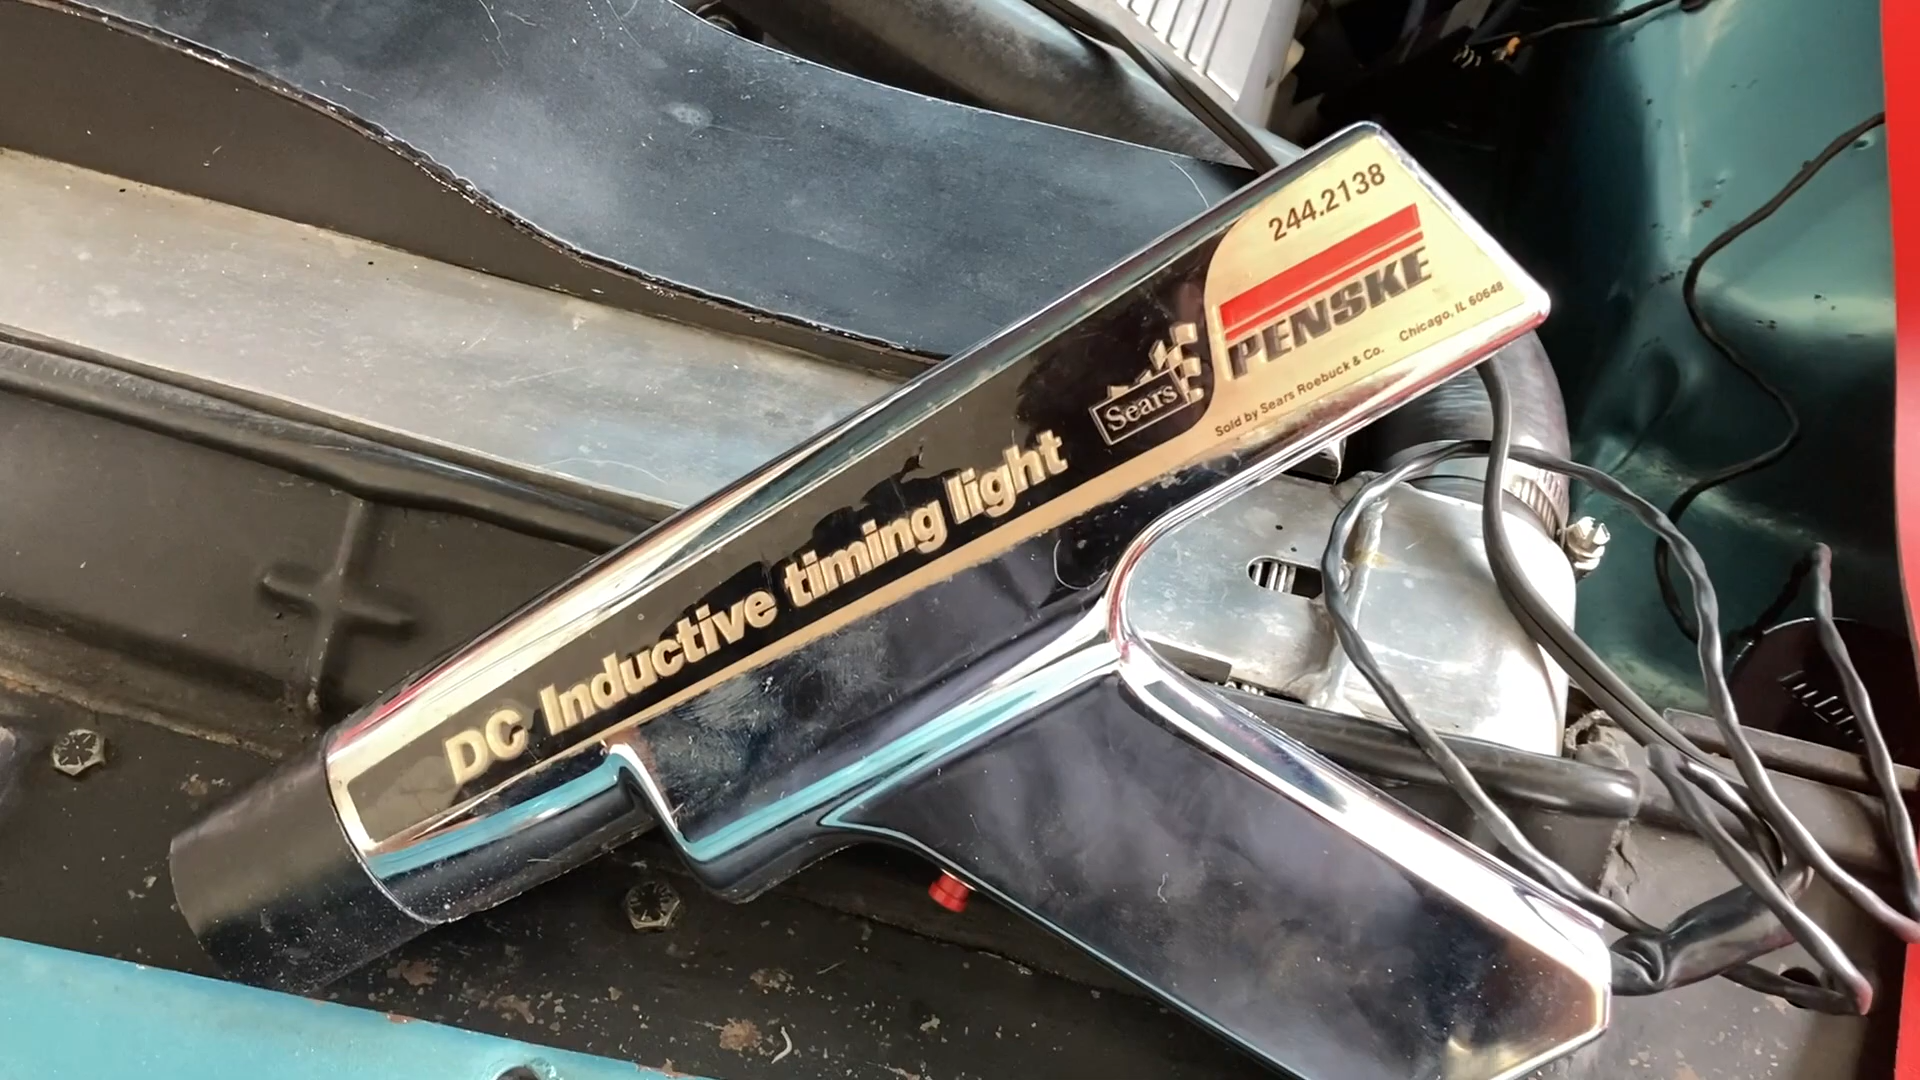 244.2138
PENSKE
Sold by Sears Roebuck & Co. Chicago, IL 60648
Sears
DC Inductive timing light